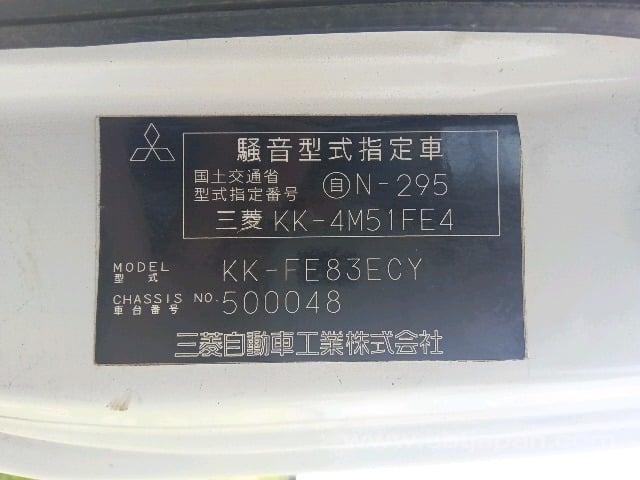 騒音型式指定車
国土交通省
型式指定番号 自N-295
三菱 KK-4M51FE4
MODEL KK-FE83ECY
型式
CHASSIS NO. 500048
車台番号
三菱自動車工業株式会社